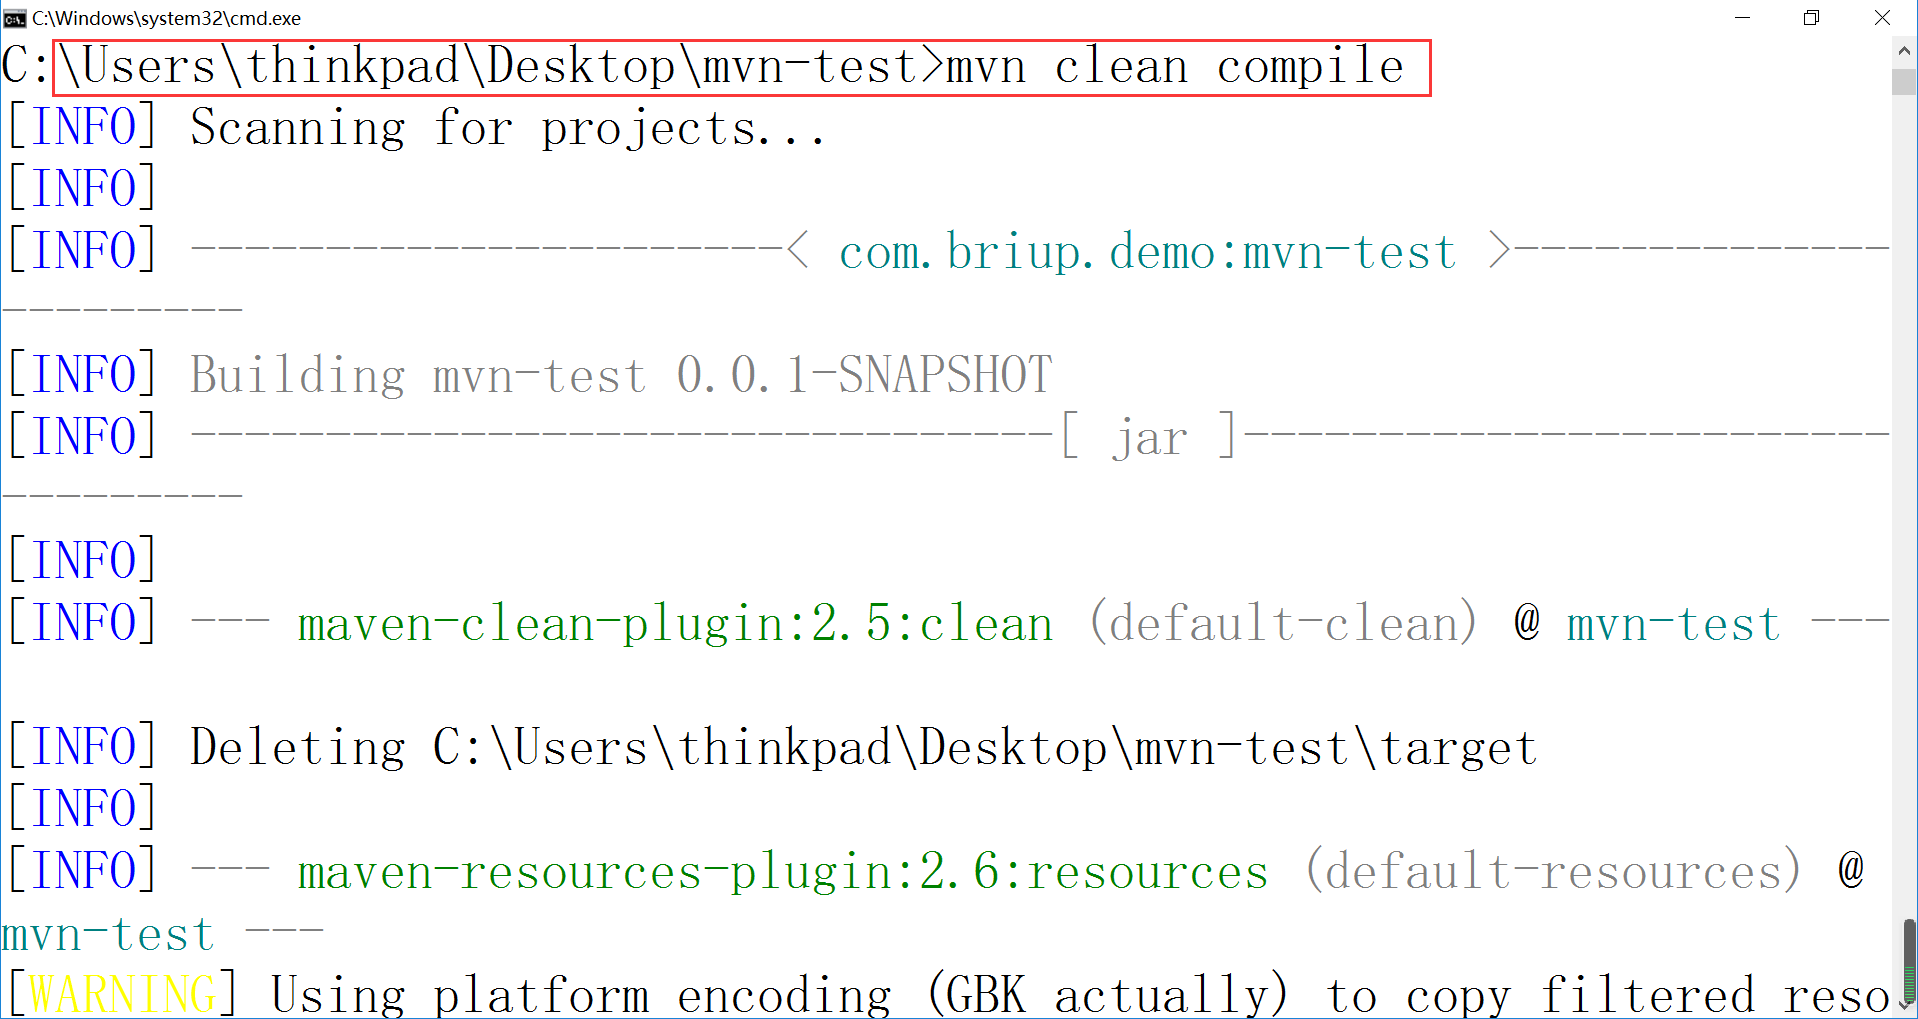 C:\Windows\system32\cmd.exe
C:\Users\thinkpad\Desktop\mvn-test>mvn clean compile
[INFO] Scanning for projects...
[INFO]
[INFO] ----------------------< com.briup.demo:mvn-test >--------------
---------
[INFO] Building mvn-test 0.0.1-SNAPSHOT
[INFO] --------------------------------[ jar ]------------------------
---------
[INFO]
[INFO] --- maven-clean-plugin:2.5:clean (default-clean) @ mvn-test ---
[INFO] Deleting C:\Users\thinkpad\Desktop\mvn-test\target
[INFO]
[INFO] --- maven-resources-plugin:2.6:resources (default-resources) @
mvn-test ---
[WARNING] Using platform encoding (GBK actually) to copy filtered reso